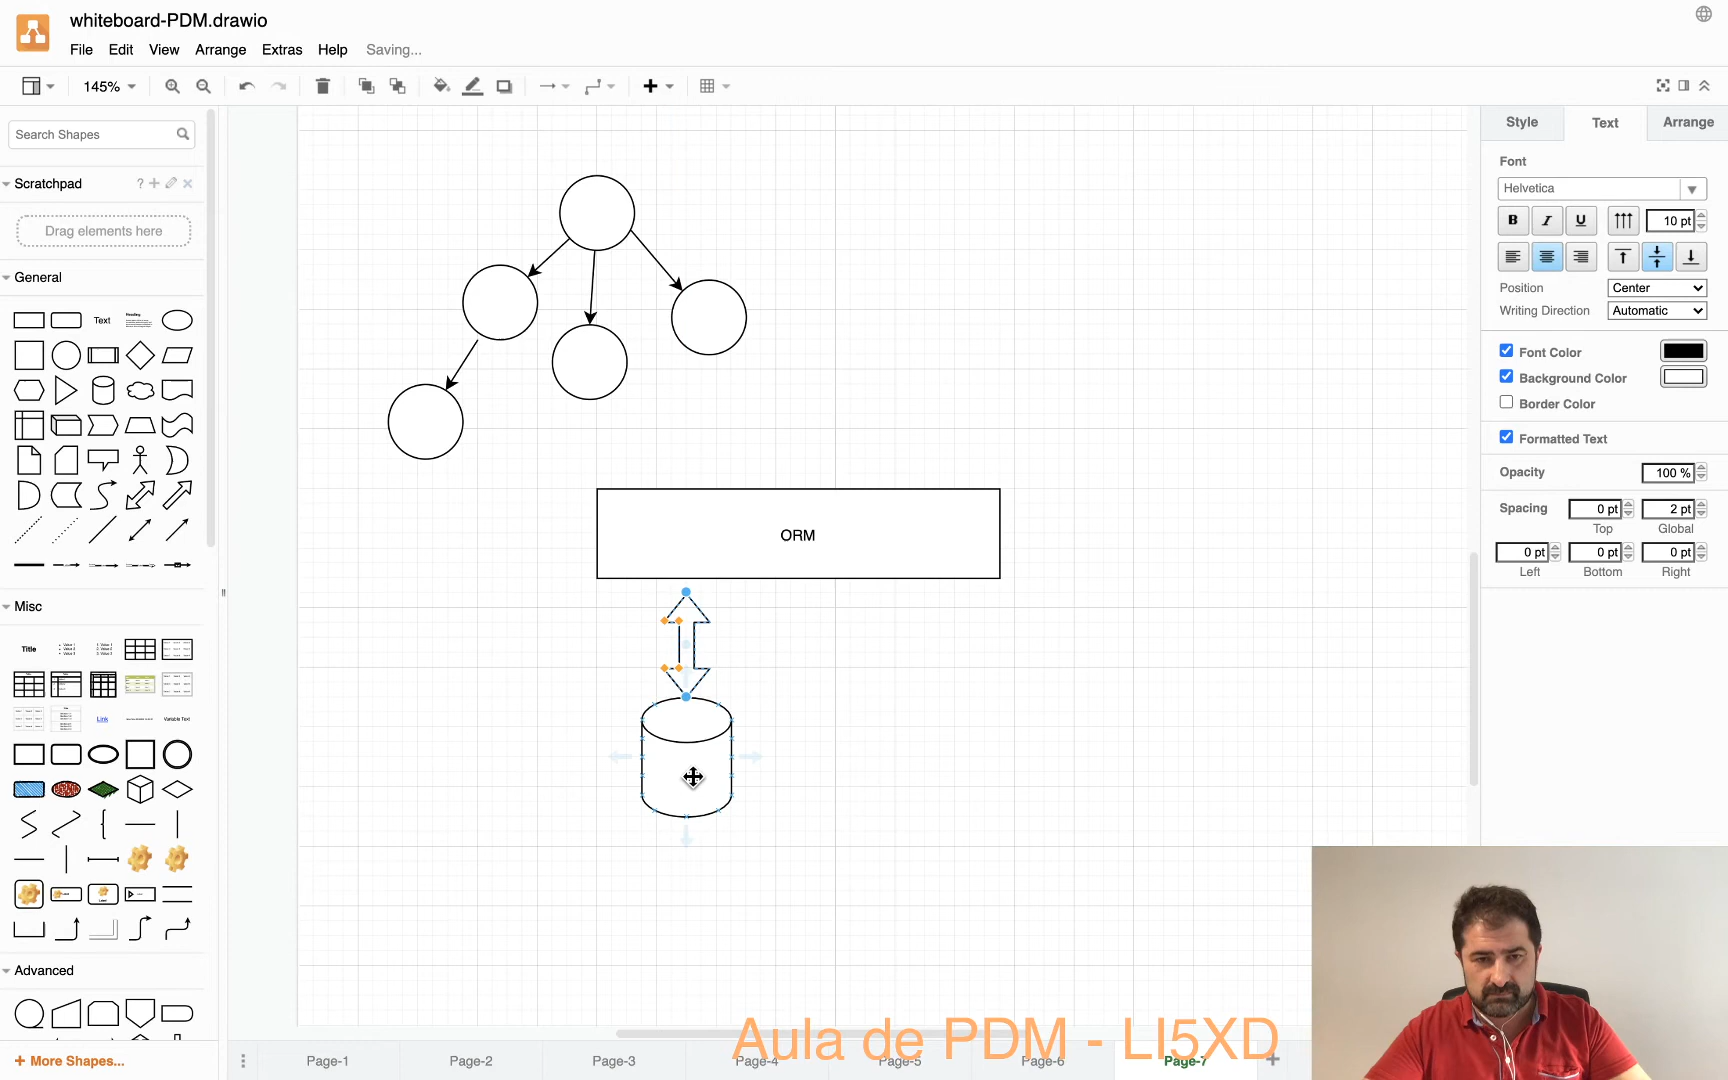 whiteboard-PDM.drawio
File Edit View Arrange Extras Help Saving...
145%
Search Shapes
Scratchpad ?
Drag elements here
General
Text
Heading
Misc
Title
Link
Variable Text
Advanced
+ More Shapes...
ORM
Style Text Arrange
Font
Helvetica
B I U 10 pt
Position Center
Writing Direction Automatic
Font Color
Background Color
Border Color
Formatted Text
Opacity 100 %
Spacing 0 pt 2 pt
Top Global
0 pt 0 pt 0 pt
Left Bottom Right
Aula de PDM - LI5XD
Page-1 Page-2 Page-3 Page-4 Page-5 Page-6 Page-7